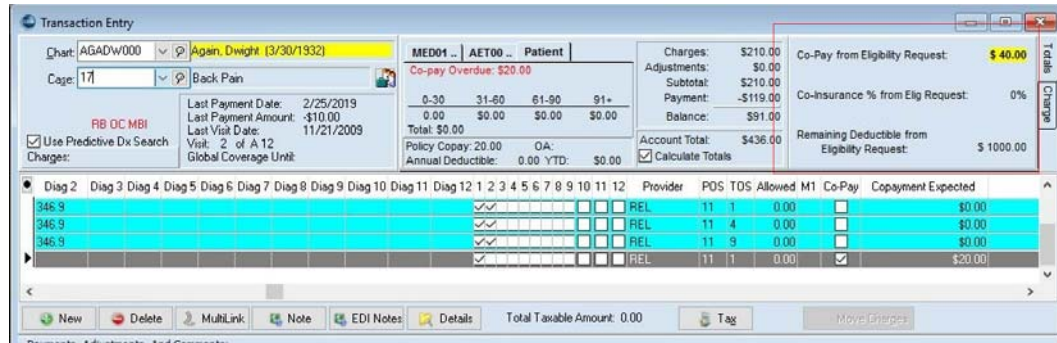 Transaction Entry
Chart: AGADW000 Again, Dwight (3/30/1932)
Case: 17 Back Pain
RB OC MBI
Use Predictive Dx Search
Charges:
Last Payment Date: 2/25/2019
Last Payment Amount: -$10.00
Last Visit Date: 11/21/2009
Visit: 2 of A 12
Global Coverage Until:
MED01 .. AET00 .. Patient
Co-pay Overdue: $20.00
0-30 31-60 61-90 91+
0.00 $0.00 $0.00 $0.00
Total: $0.00
Policy Copay: 20.00 OA:
Annual Deductible: 0.00 YTD: $0.00
Charges: $210.00
Adjustments: $0.00
Subtotal: $210.00
Payment: -$119.00
Balance: $91.00
Account Total: $436.00
Calculate Totals
Co-Pay from Eligibility Request: $ 40.00
Co-Insurance % from Elig Request: 0%
Remaining Deductible from
Eligibility Request: $ 1000.00
Totals
Charge
Diag 2 Diag 3 Diag 4 Diag 5 Diag 6 Diag 7 Diag 8 Diag 9 Diag 10 Diag 11 Diag 12 1 2 3 4 5 6 7 8 9 10 11 12 Provider POS TOS Allowed M1 Co-Pay Copayment Expected
346.9 REL 11 1 0.00 $0.00
346.9 REL 11 4 0.00 $0.00
346.9 REL 11 9 0.00 $0.00
REL 11 1 0.00 $20.00
New Delete MultiLink Note EDI Notes Details Total Taxable Amount: 0.00 Tax Move Charges
Payments, Adjustments, And Comments: